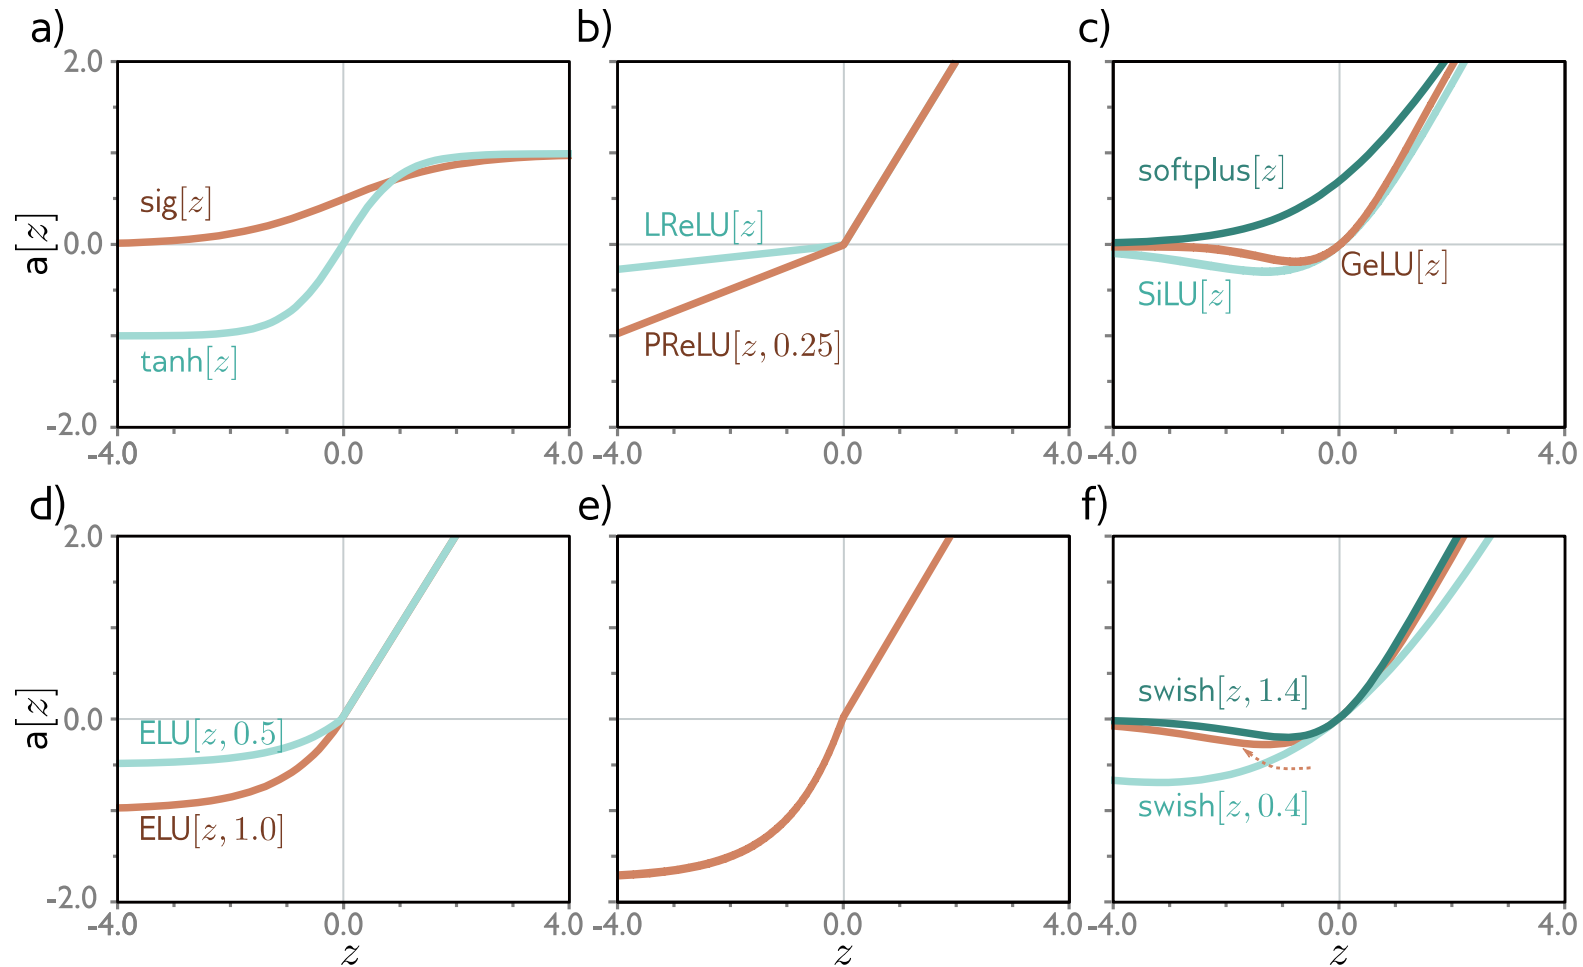 a)
b)
c)
2.0
0.0
-2.0
a[z]
sig[z]
tanh[z]
-4.0
0.0
4.0
LReLU[z]
PReLU[z, 0.25]
-4.0
0.0
4.0
softplus[z]
GeLU[z]
SiLU[z]
-4.0
0.0
4.0
d)
e)
f)
2.0
0.0
-2.0
a[z]
ELU[z, 0.5]
ELU[z, 1.0]
-4.0
0.0
4.0
z
-4.0
0.0
4.0
z
swish[z, 1.4]
swish[z, 0.4]
-4.0
0.0
4.0
z